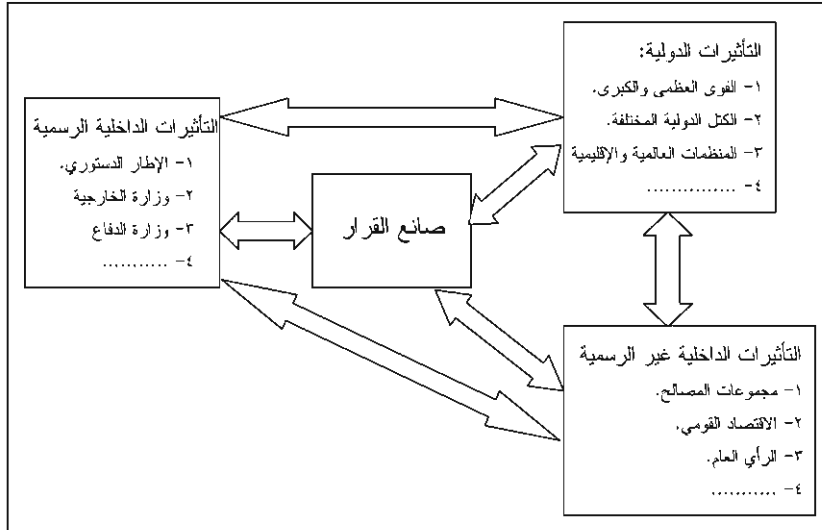 التأثيرات الدولية:
١- القوى العظمى والكبرى.
٢- الكتل الدولية المختلفة.
٣- المنظمات العالمية والإقليمية
٤- ...............
التأثيرات الداخلية الرسمية
١- الإطار الدستوري.
٢- وزارة الخارجية
٣- وزارة الدفاع
٤- ...........
صانع القرار
التأثيرات الداخلية غير الرسمية
١- مجموعات المصالح.
٢- الاقتصاد القومي.
٣- الرأي العام.
٤- ...........